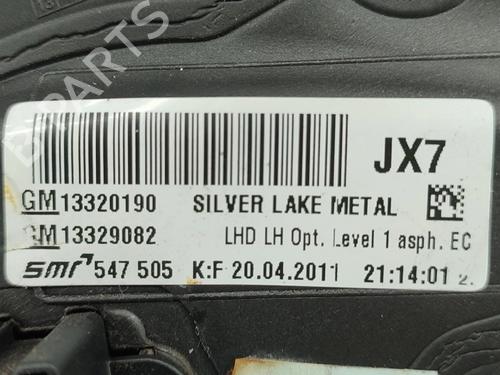 JX7
GM13320190 SILVER LAKE METAL
GM13329082 LHD LH Opt. Level 1 asph. EC
smr 547 505 K:F 20.04.2011 21:14:01 2.
B-PARTS